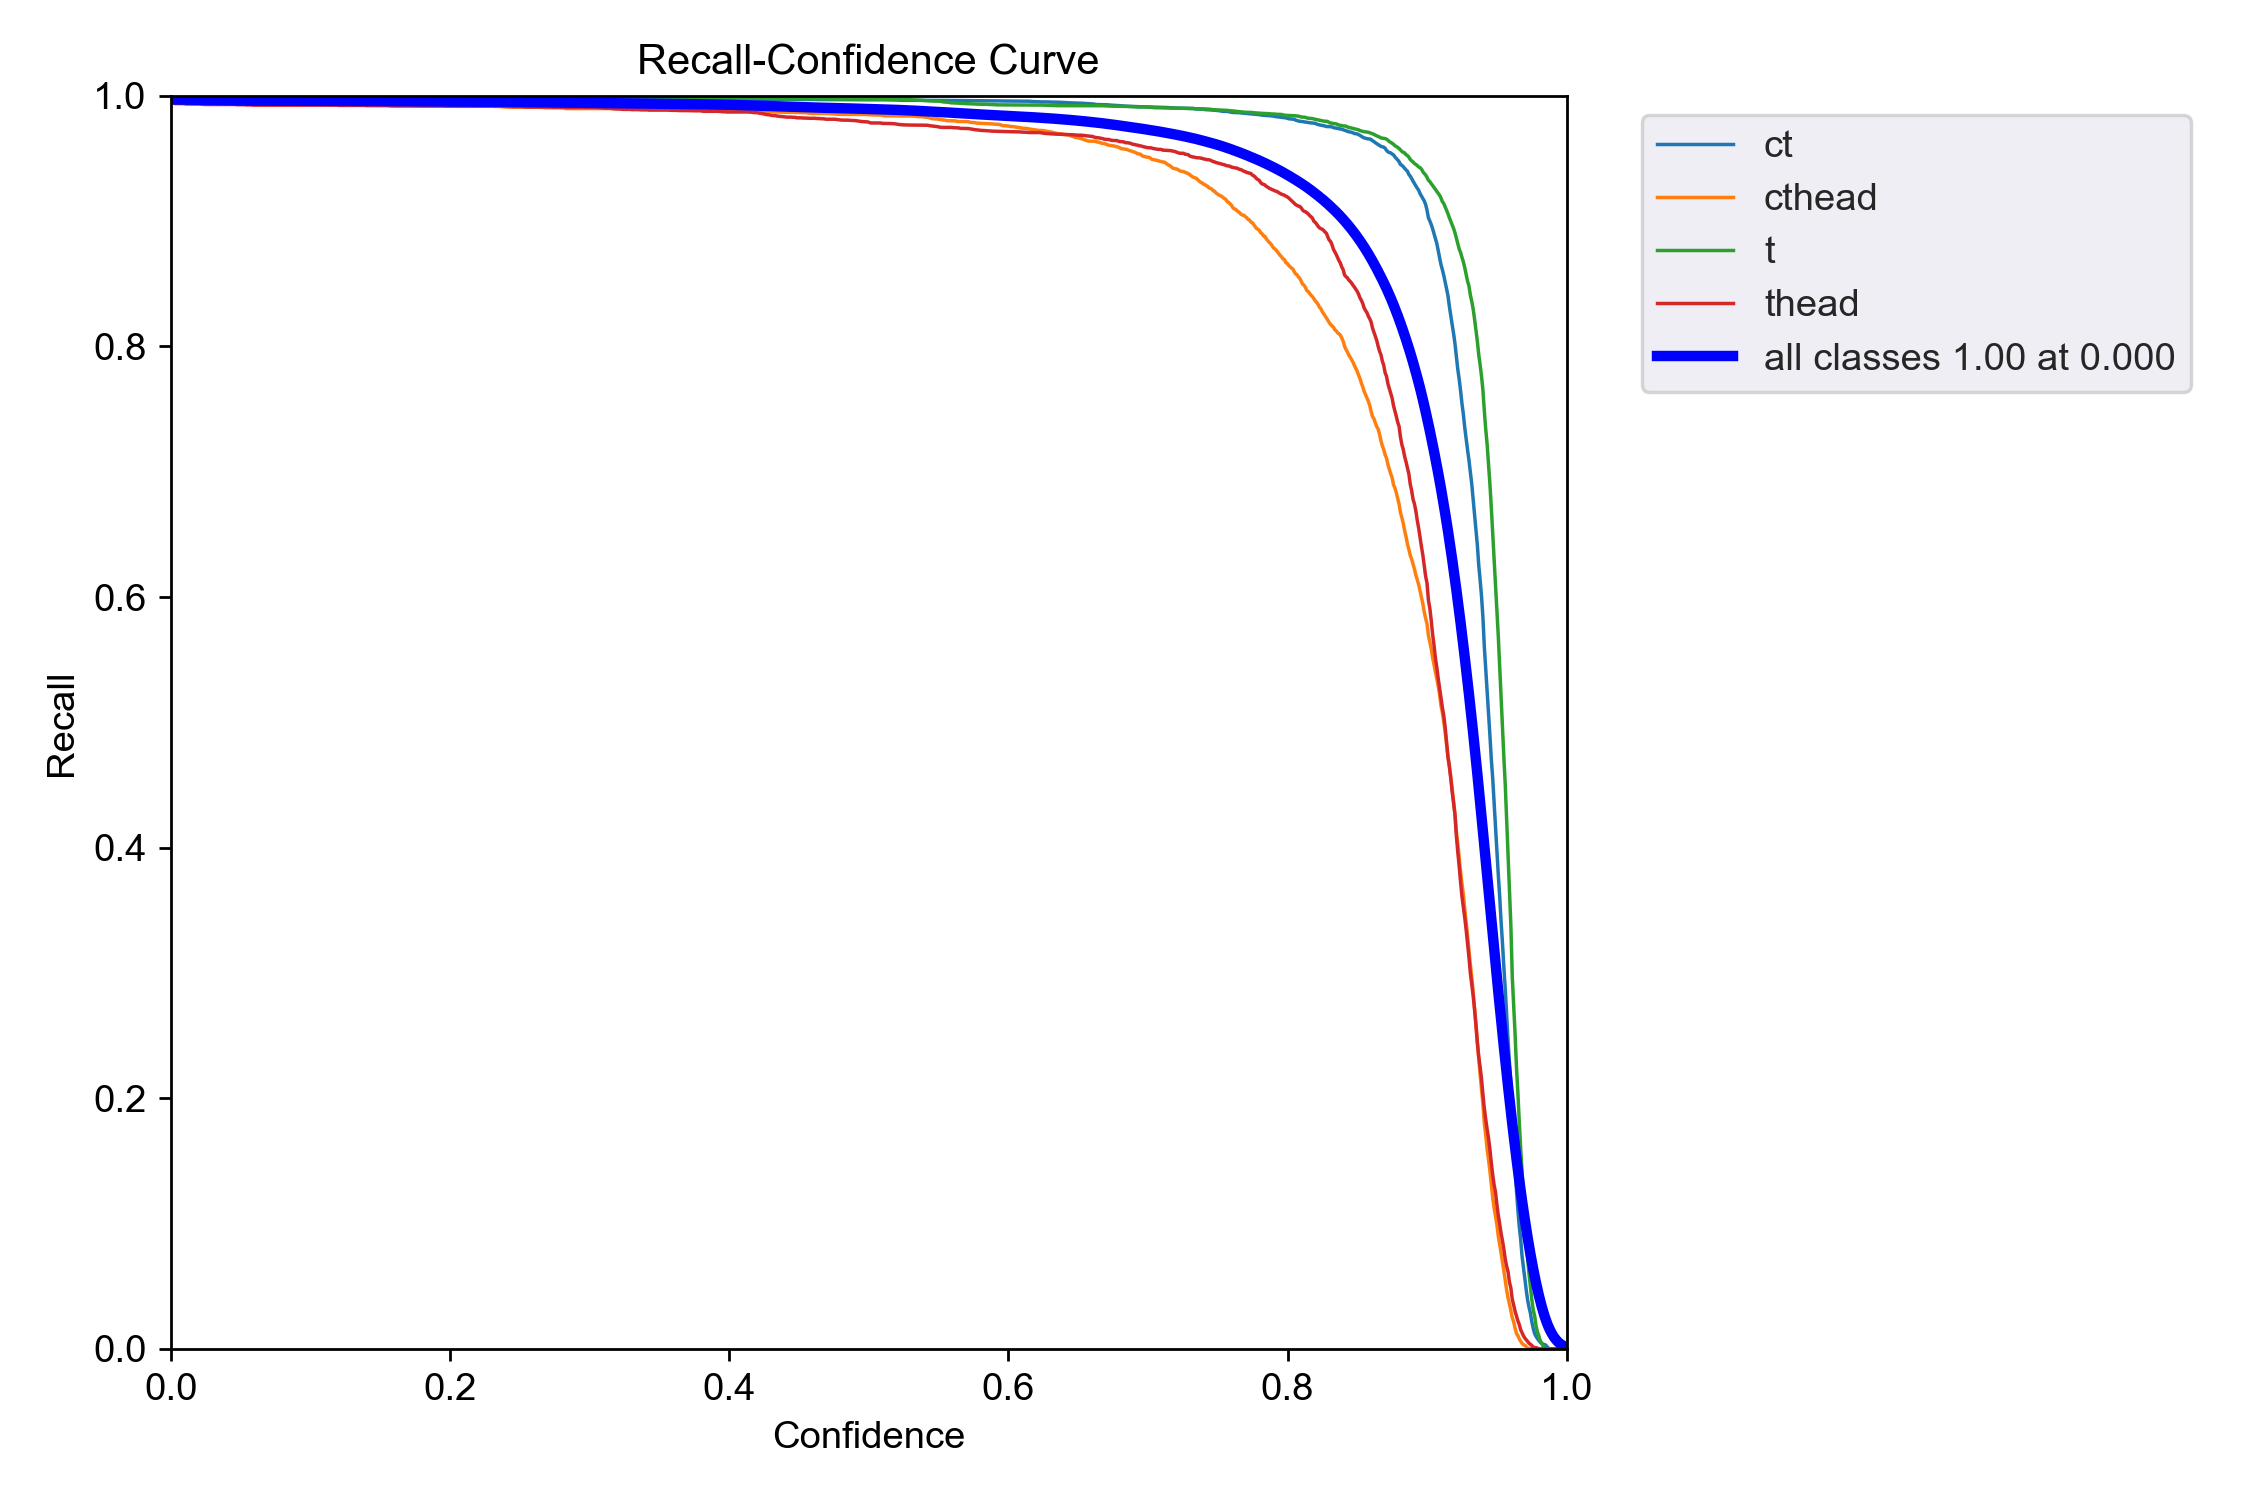 Recall-Confidence Curve
1.0
0.8
0.6
0.4
0.2
0.0
Recall
0.0 0.2 0.4 0.6 0.8 1.0
Confidence
ct
cthead
t
thead
all classes 1.00 at 0.000